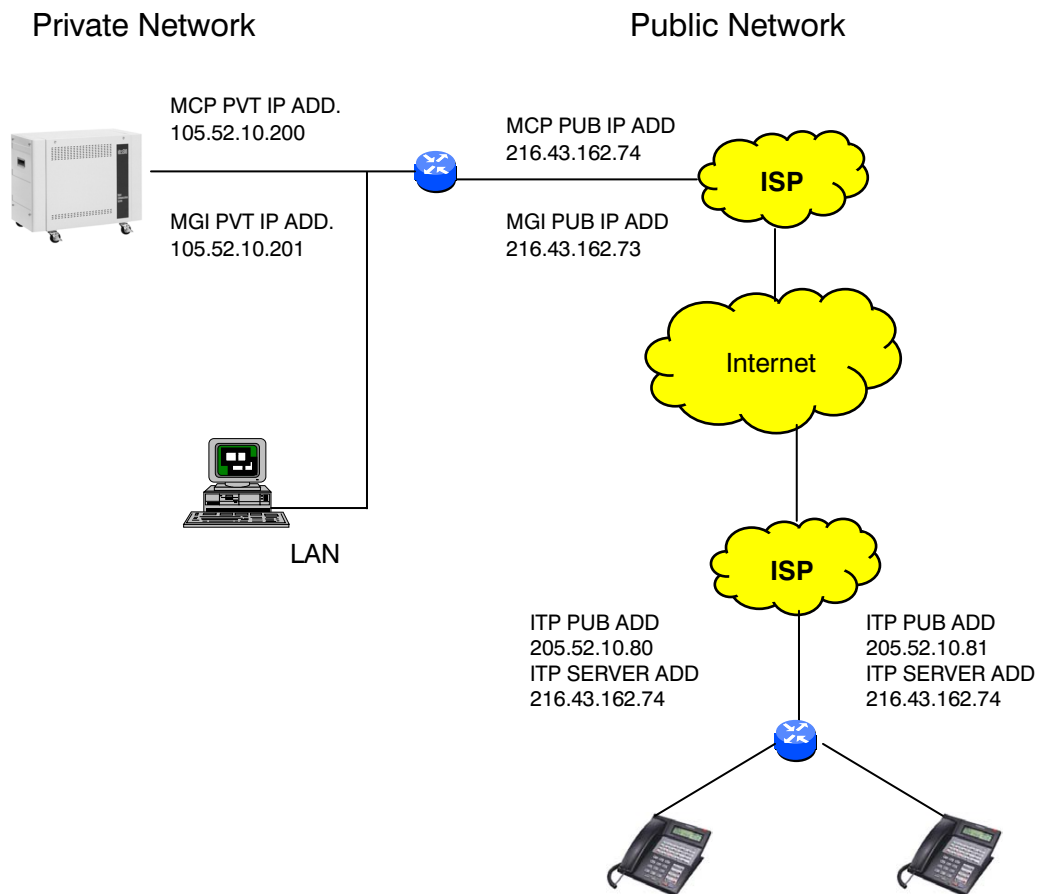 Private Network
Public Network
MCP PVT IP ADD.
105.52.10.200
MCP PUB IP ADD
216.43.162.74
ISP
MGI PVT IP ADD.
105.52.10.201
MGI PUB IP ADD
216.43.162.73
Internet
LAN
ISP
ITP PUB ADD
205.52.10.80
ITP SERVER ADD
216.43.162.74
ITP PUB ADD
205.52.10.81
ITP SERVER ADD
216.43.162.74